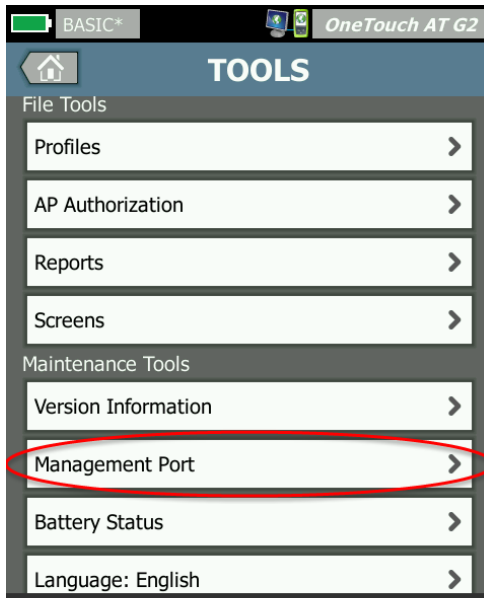 BASIC*
OneTouch AT G2
TOOLS
File Tools
Profiles
AP Authorization
Reports
Screens
Maintenance Tools
Version Information
Management Port
Battery Status
Language: English